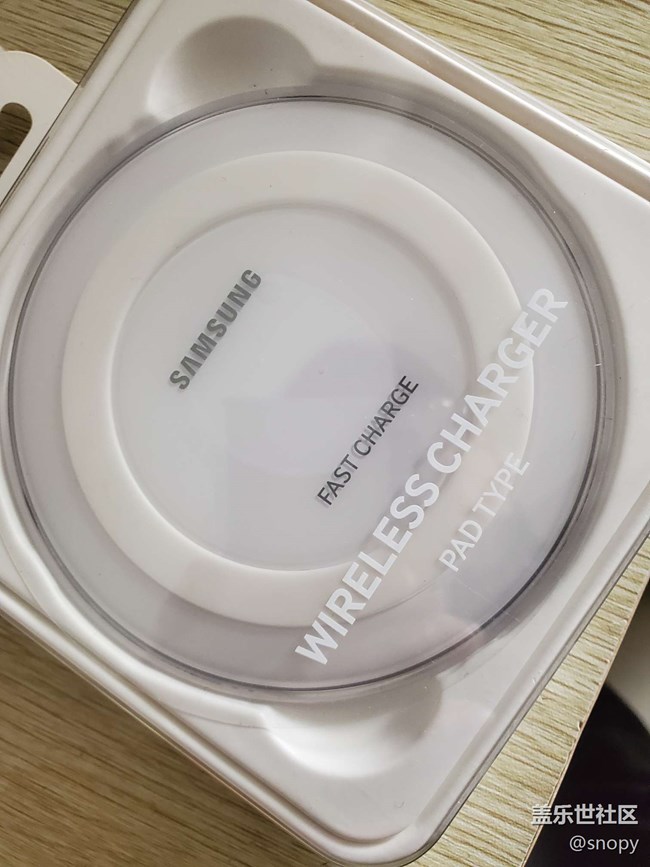 SAMSUNG
FAST CHARGE
WIRELESS CHARGER
PAD TYPE
盖乐世社区
@snopy